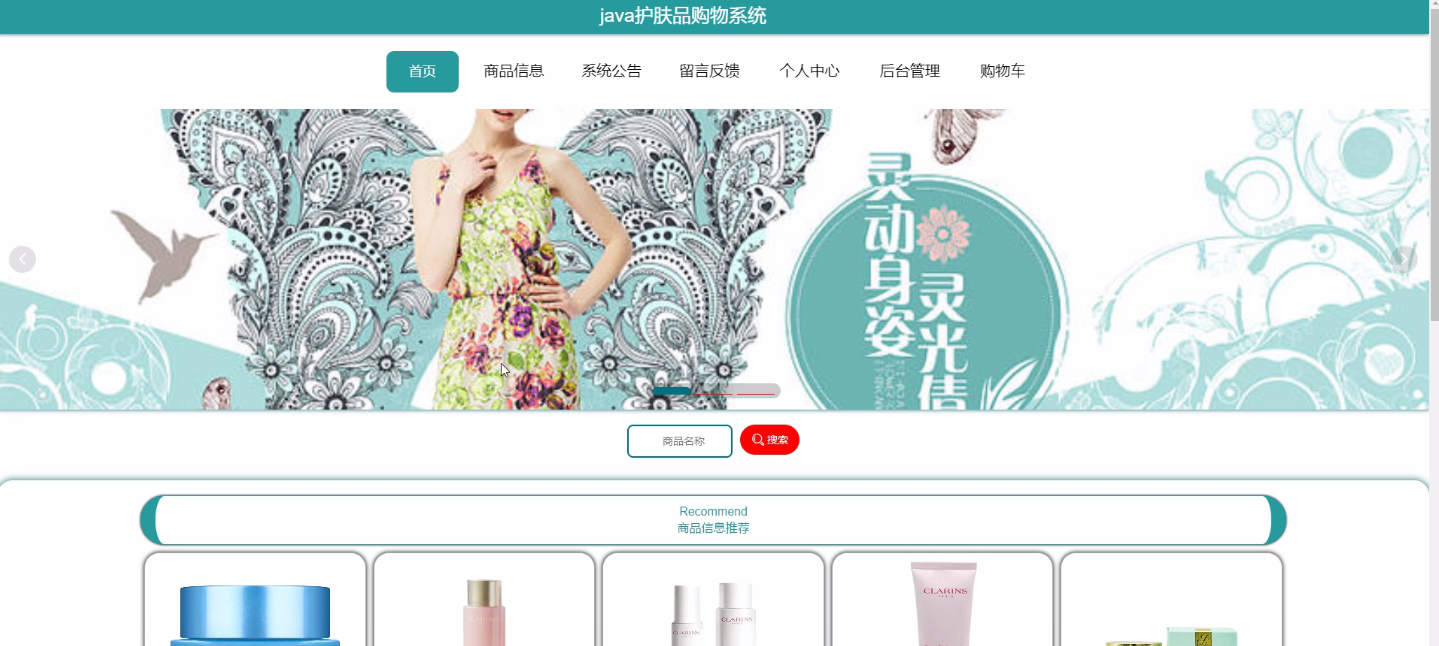 java护肤品购物系统
首页 商品信息 系统公告 留言反馈 个人中心 后台管理 购物车
灵动身姿
灵光倩
商品名称 搜索
Recommend
商品信息推荐
CLARINS
CLARINS
CLARINS